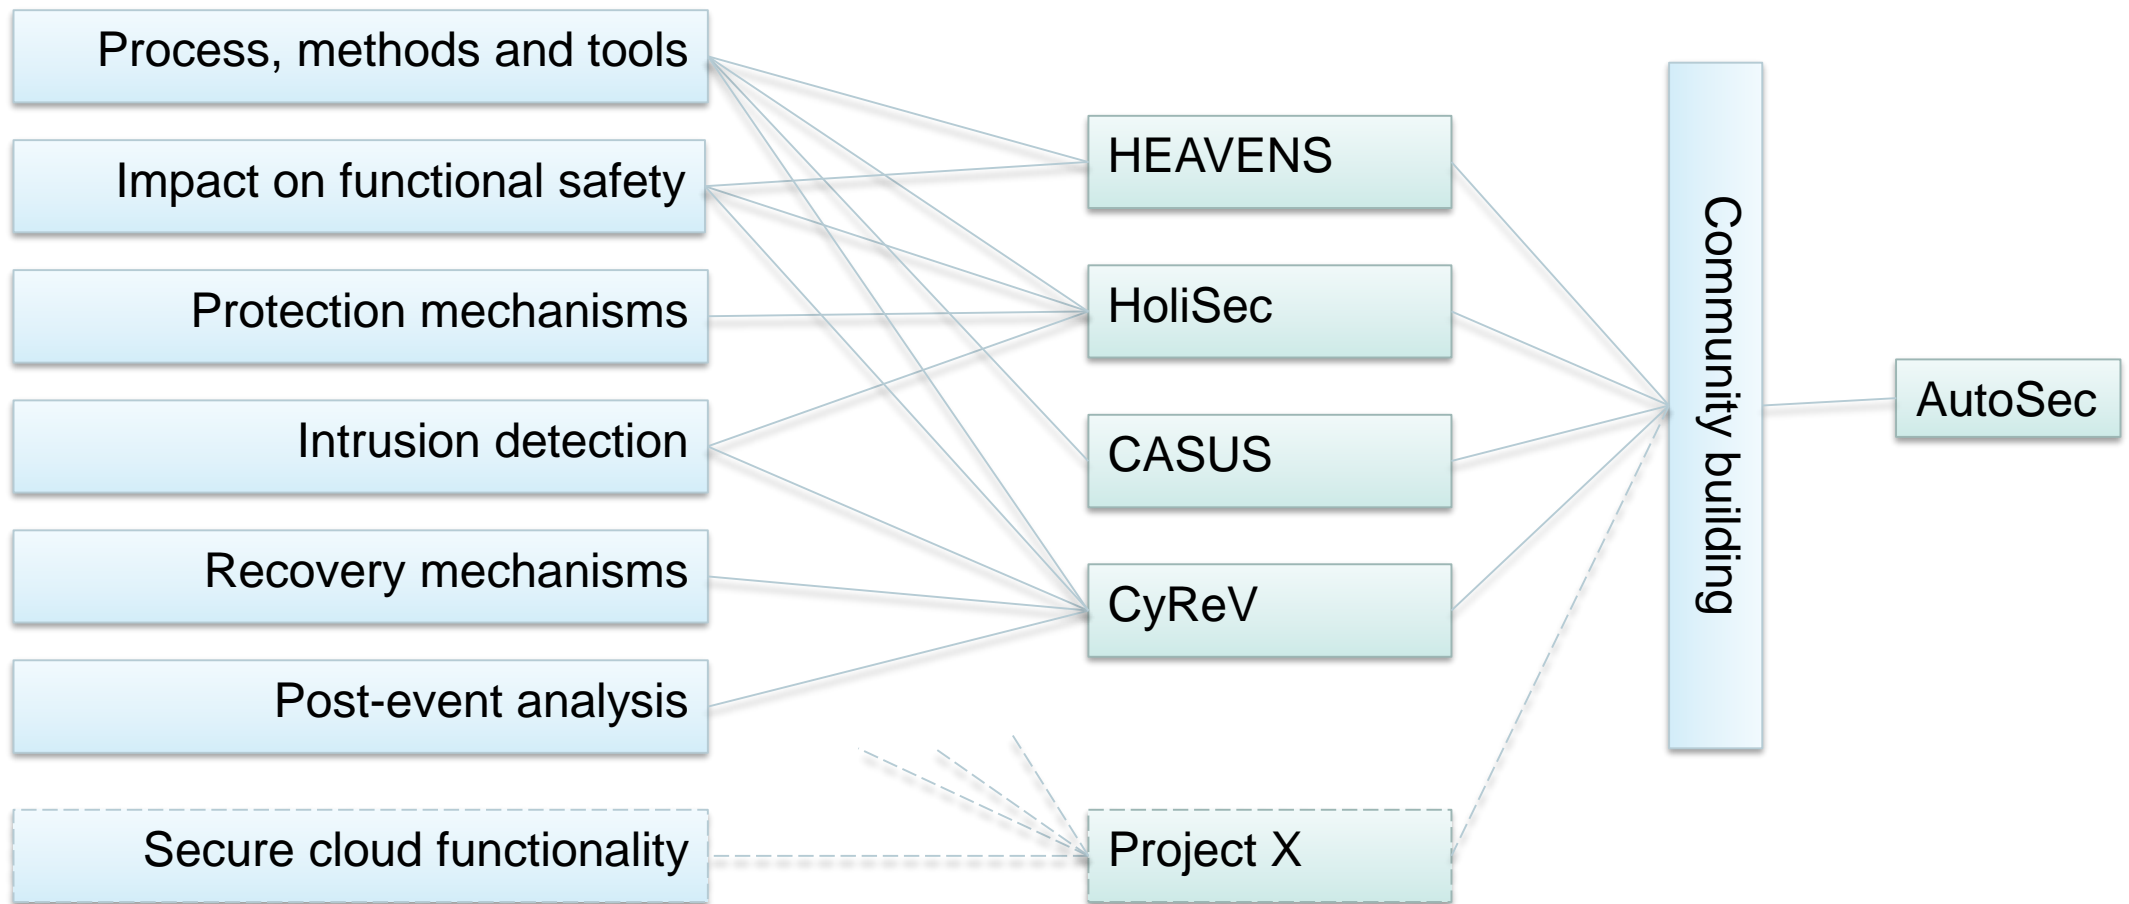 Process, methods and tools
Impact on functional safety
Protection mechanisms
Intrusion detection
Recovery mechanisms
Post-event analysis
Secure cloud functionality
HEAVENS
HoliSec
CASUS
CyReV
Project X
Community building
AutoSec